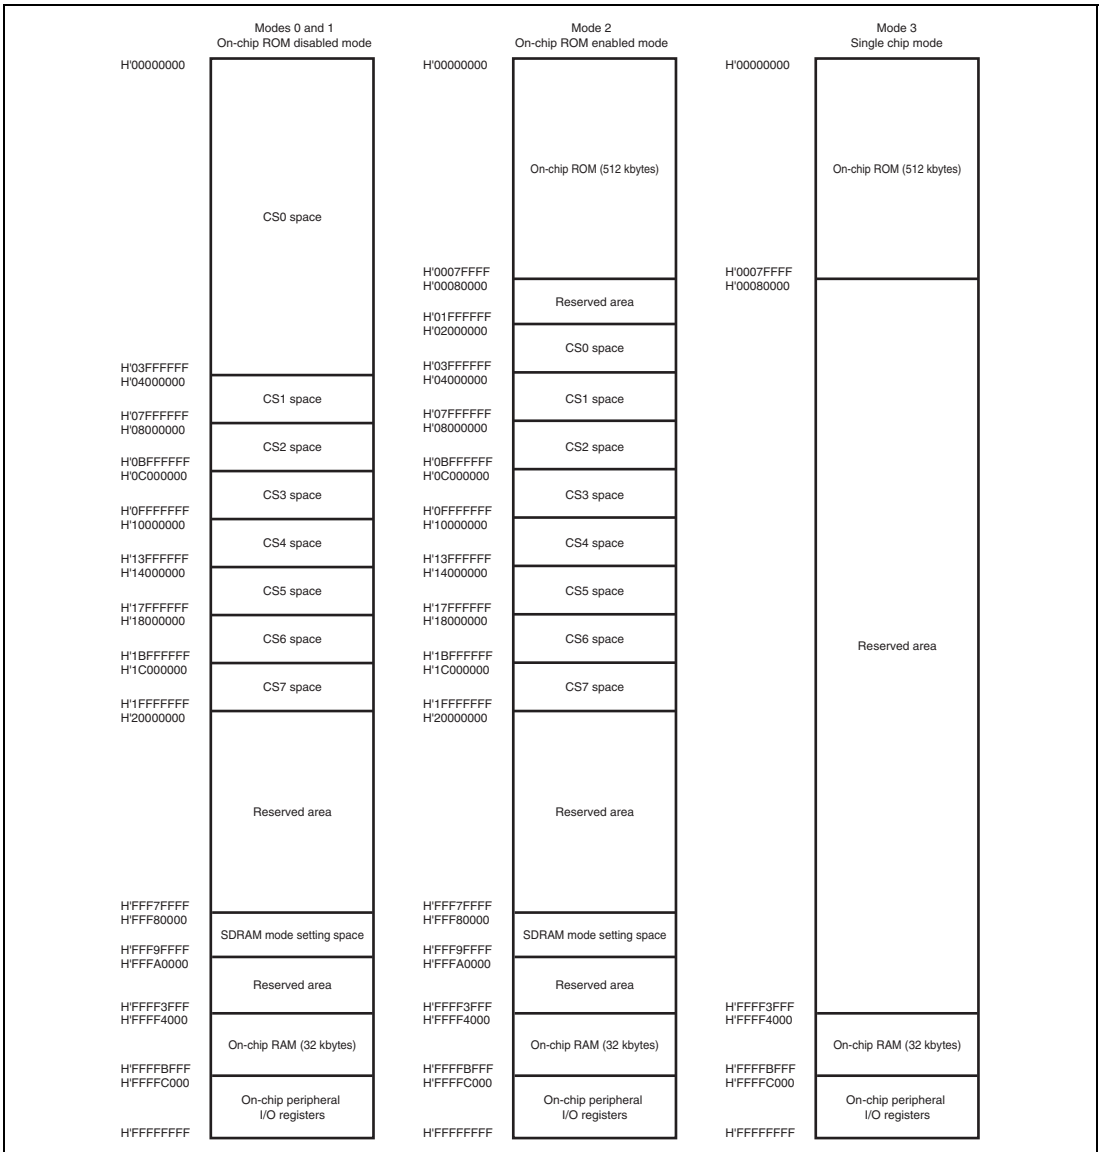 Modes 0 and 1
On-chip ROM disabled mode
H'00000000
CS0 space
H'03FFFFFF
H'04000000
CS1 space
H'07FFFFFF
H'08000000
CS2 space
H'0BFFFFFF
H'0C000000
CS3 space
H'0FFFFFFF
H'10000000
CS4 space
H'13FFFFFF
H'14000000
CS5 space
H'17FFFFFF
H'18000000
CS6 space
H'1BFFFFFF
H'1C000000
CS7 space
H'1FFFFFFF
H'20000000
Reserved area
H'FFF7FFFF
H'FFF80000
SDRAM mode setting space
H'FFF9FFFF
H'FFFA0000
Reserved area
H'FFFF3FFF
H'FFFF4000
On-chip RAM (32 kbytes)
H'FFFFBFFF
H'FFFFC000
On-chip peripheral
I/O registers
H'FFFFFFFF
Mode 2
On-chip ROM enabled mode
H'00000000
On-chip ROM (512 kbytes)
H'0007FFFF
H'00080000
Reserved area
H'01FFFFFF
H'02000000
CS0 space
H'03FFFFFF
H'04000000
CS1 space
H'07FFFFFF
H'08000000
CS2 space
H'0BFFFFFF
H'0C000000
CS3 space
H'0FFFFFFF
H'10000000
CS4 space
H'13FFFFFF
H'14000000
CS5 space
H'17FFFFFF
H'18000000
CS6 space
H'1BFFFFFF
H'1C000000
CS7 space
H'1FFFFFFF
H'20000000
Reserved area
H'FFF7FFFF
H'FFF80000
SDRAM mode setting space
H'FFF9FFFF
H'FFFA0000
Reserved area
H'FFFF3FFF
H'FFFF4000
On-chip RAM (32 kbytes)
H'FFFFBFFF
H'FFFFC000
On-chip peripheral
I/O registers
H'FFFFFFFF
Mode 3
Single chip mode
H'00000000
On-chip ROM (512 kbytes)
H'0007FFFF
H'00080000
Reserved area
H'FFFF3FFF
H'FFFF4000
On-chip RAM (32 kbytes)
H'FFFFBFFF
H'FFFFC000
On-chip peripheral
I/O registers
H'FFFFFFFF